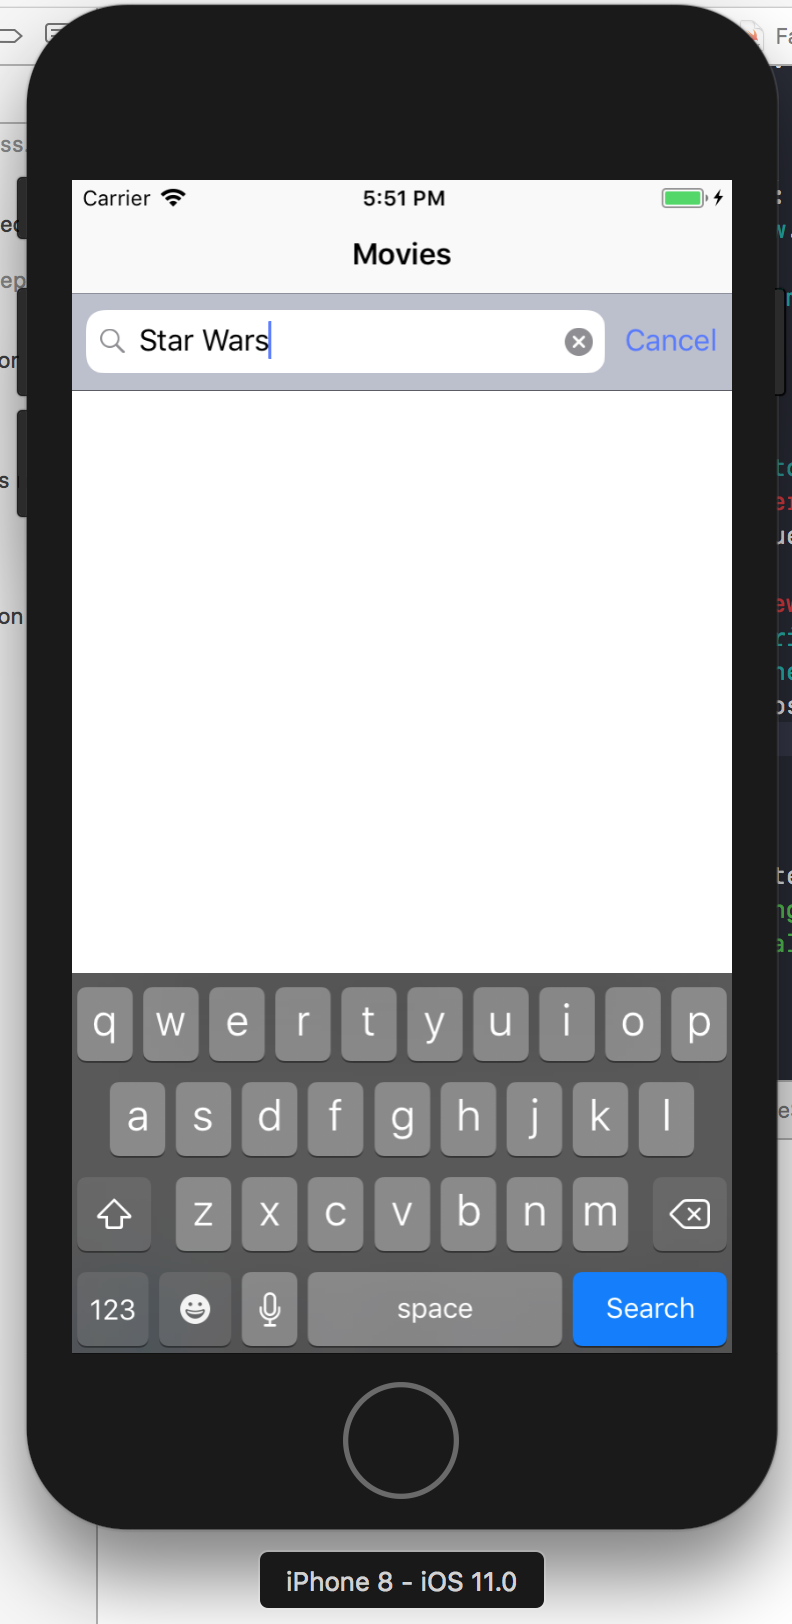 Carrier 5:51 PM
Movies
Star Wars Cancel
q w e r t y u i o p
a s d f g h j k l
z x c v b n m
123 space Search
iPhone 8 - iOS 11.0